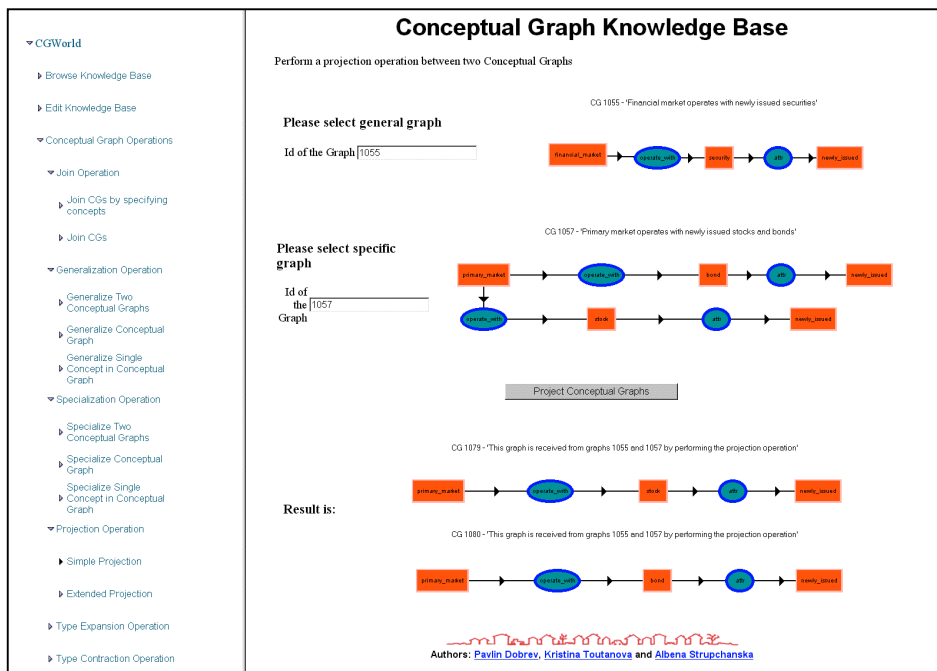 CGWorld
Browse Knowledge Base
Edit Knowledge Base
Conceptual Graph Operations
Join Operation
Join CGs by specifying
concepts
Join CGs
Generalization Operation
Generalize Two
Conceptual Graphs
Generalize Conceptual
Graph
Generalize Single
Concept in Conceptual
Graph
Specialization Operation
Specialize Two
Conceptual Graphs
Specialize Conceptual
Graph
Specialize Single
Concept in Conceptual
Graph
Projection Operation
Simple Projection
Extended Projection
Type Expansion Operation
Type Contraction Operation
Conceptual Graph Knowledge Base
Perform a projection operation between two Conceptual Graphs
CG 1055 - 'Financial market operates with newly issued securities'
Please select general graph
Id of the Graph 1055
financial_market operate_with security attr newly_issued
CG 1057 - 'Primary market operates with newly issued stocks and bonds'
Please select specific
graph
Id of
the 1057
Graph
primary_market operate_with bond attr newly_issued
operate_with stock attr newly_issued
Project Conceptual Graphs
CG 1079 - 'This graph is received from graphs 1055 and 1057 by performing the projection operation'
primary_market operate_with stock attr newly_issued
Result is:
CG 1080 - 'This graph is received from graphs 1055 and 1057 by performing the projection operation'
primary_market operate_with bond attr newly_issued
Authors: Pavlin Dobrev, Kristina Toutanova and Albena Strupchanska